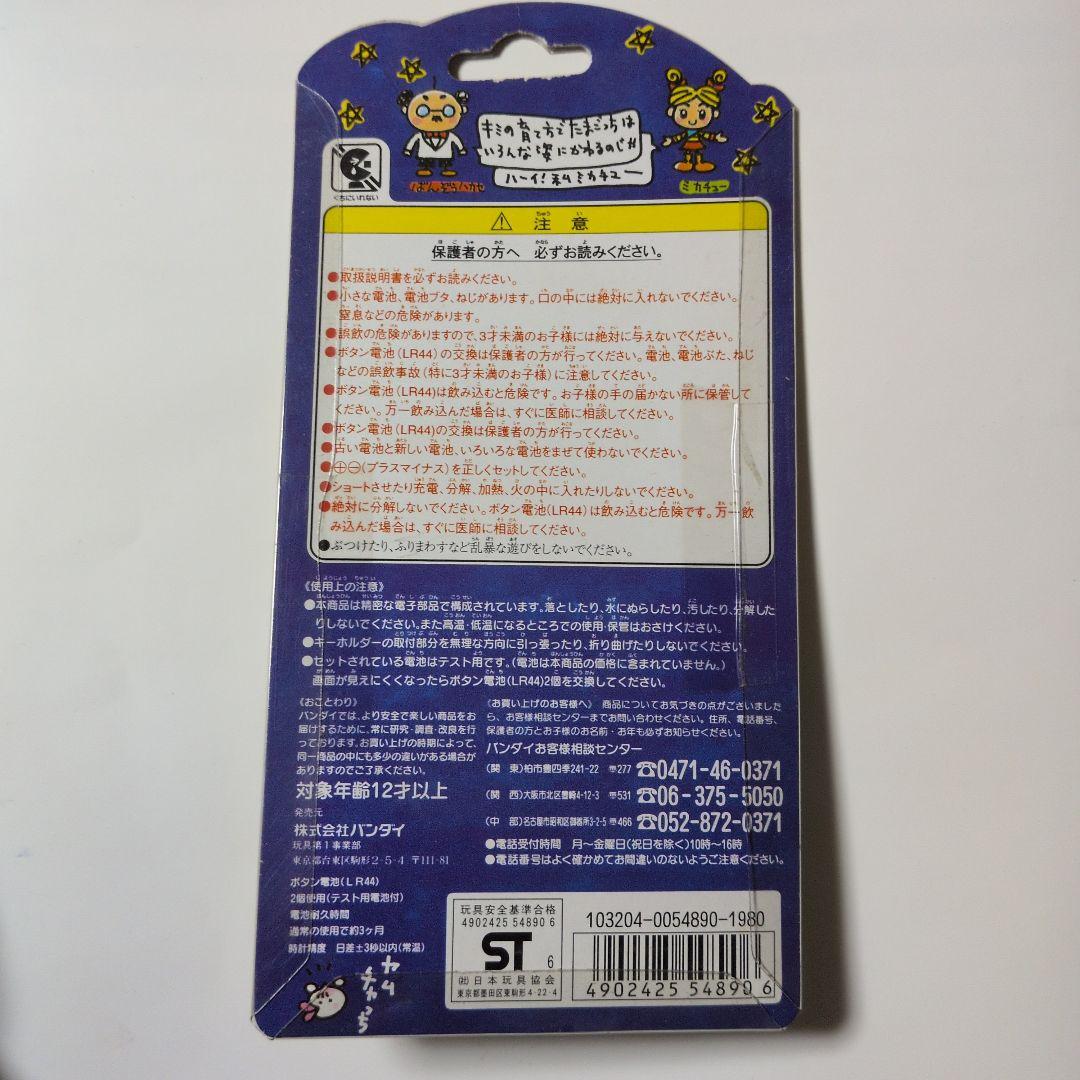 キミの育て方でたまごっちは
いろんな姿にかわるのじゃ
ハーイ!私ミカチュー
ばんぞうハカセ
ミカチュー
くちにいれない
注意
保護者の方へ 必ずお読みください。
●取扱説明書を必ずお読みください。
●小さな電池、電池ブタ、ねじがあります。口の中には絶対に入れないでください。
窒息などの危険があります。
●誤飲の危険がありますので、3才未満のお子様には絶対に与えないでください。
●ボタン電池(LR44)の交換は保護者の方が行ってください。電池、電池ぶた、ねじ
などの誤飲事故(特に3才未満のお子様)に注意してください。
●ボタン電池(LR44)は飲み込むと危険です。お子様の手の届かない所に保管して
ください。万一飲み込んだ場合は、すぐに医師に相談してください。
●ボタン電池(LR44)の交換は保護者の方が行ってください。
●古い電池と新しい電池、いろいろな電池をまぜて使わないでください。
●⊕⊖(プラスマイナス)を正しくセットしてください。
●ショートさせたり充電、分解、加熱、火の中に入れたりしないでください。
●絶対に分解しないでください。ボタン電池(LR44)は飲み込むと危険です。万一飲
み込んだ場合は、すぐに医師に相談してください。
●ぶつけたり、ふりまわすなど乱暴な遊びをしないでください。
《使用上の注意》
●本商品は精密な電子部品で構成されています。落としたり、水にぬらしたり、汚したり、分解した
りしないでください。また高温・低温になるところでの使用・保管はおさけください。
●キーホルダーの取付部分を無理な方向に引っ張ったり、折り曲げたりしないでください。
●セットされている電池はテスト用です。(電池は本商品の価格に含まれていません。)
画面が見えにくくなったらボタン電池(LR44)2個を交換してください。
《おことわり》
バンダイでは、より安全で楽しい商品をお
届けするために、常に研究・調査・改良を行
っております。お買い上げの時期によって、
同一商品の中にも多少の違いがある場合が
ありますのでご了承ください。
対象年齢12才以上
発売元
株式会社バンダイ
玩具第1事業部
東京都台東区駒形2-5-4 〒111-81
ボタン電池(LR44)
2個使用(テスト用電池付)
電池耐久時間
通常の使用で約3ヶ月
時計精度 日差±3秒以内(常温)
《お買い上げのお客様へ》 商品についてお気づきの点がございました
ら、お客様相談センターまでお問い合わせください。住所、電話番号、
保護者の方とお子様のお名前・お年も必ずお知らせください。
バンダイお客様相談センター
(関 東)柏市豊四季241-22 〒277 ☎0471-46-0371
(関 西)大阪市北区豊崎4-12-3 〒531 ☎06-375-5050
(中 部)名古屋市昭和区御器所3-2-5 〒466 ☎052-872-0371
●電話受付時間 月～金曜日(祝日を除く)10時～16時
●電話番号はよく確かめてお間違いのないようご注意ください。
玩具安全基準合格
4902425 54890 6
ST 6
㈳日本玩具協会
東京都墨田区東駒形4-22-4
103204-0054890-1980
4902425 548906